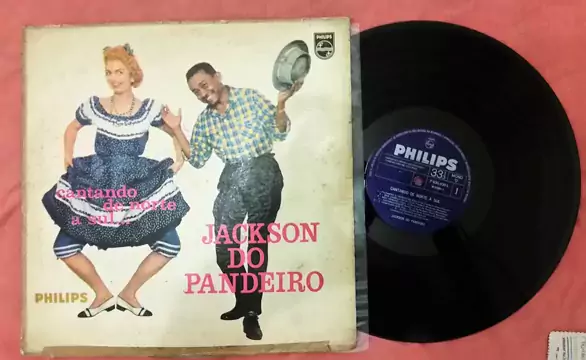 PHILIPS
cantando
de norte
a sul...
JACKSON
DO
PANDEIRO
PHILIPS
PHILIPS
33⅓
MONO
1
CANTANDO DE NORTE A SUL
JACKSON DO PANDEIRO